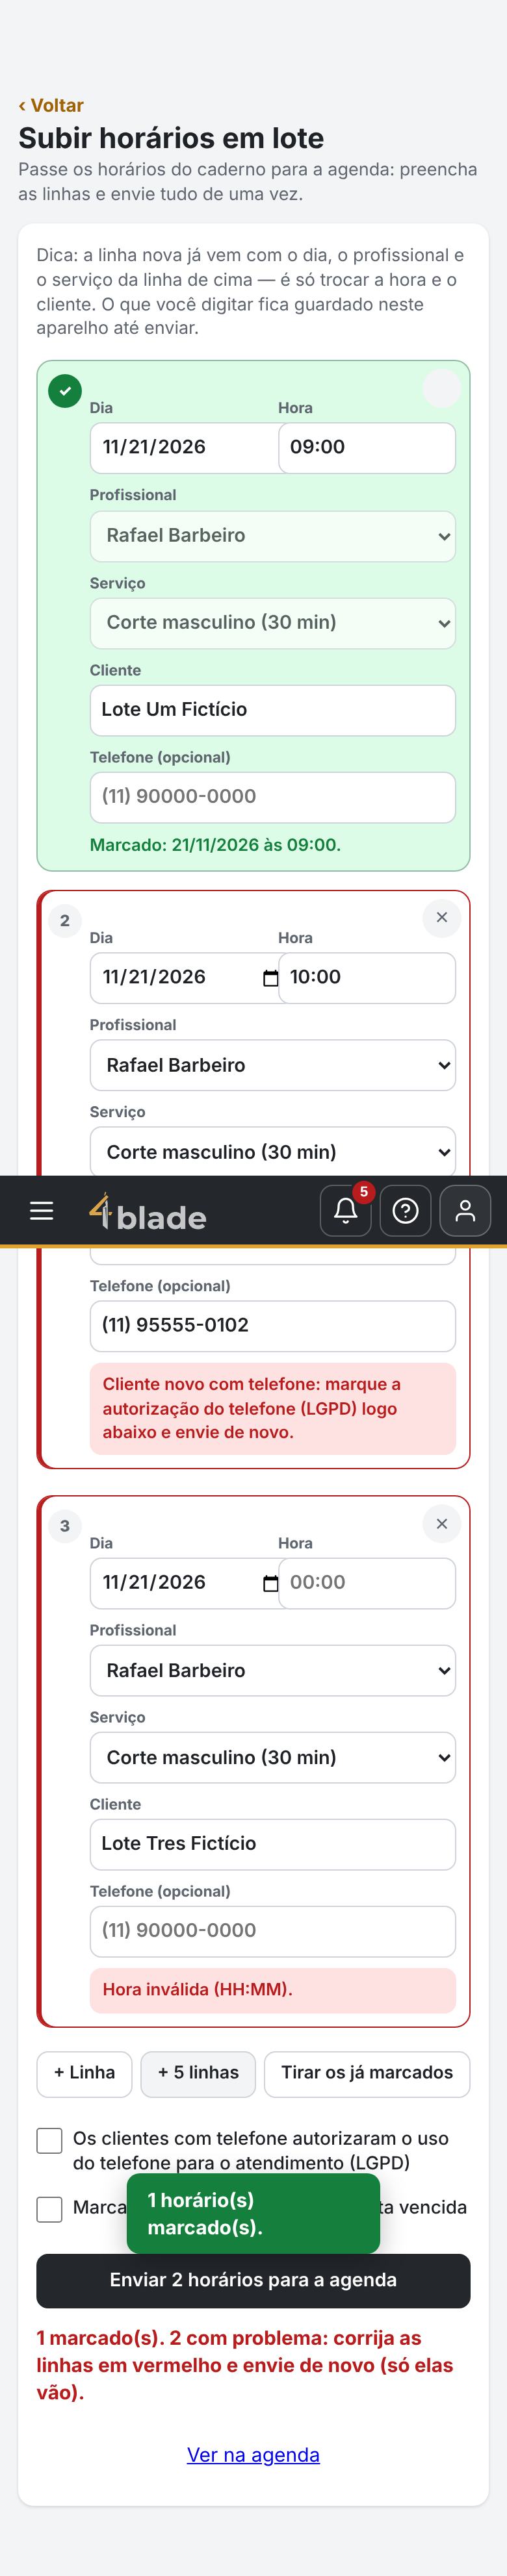 ‹ Voltar
Subir horários em lote
Passe os horários do caderno para a agenda: preencha
as linhas e envie tudo de uma vez.
Dica: a linha nova já vem com o dia, o profissional e
o serviço da linha de cima — é só trocar a hora e o
cliente. O que você digitar fica guardado neste
aparelho até enviar.
Dia
Hora
11/21/2026
09:00
Profissional
Rafael Barbeiro
Serviço
Corte masculino (30 min)
Cliente
Lote Um Fictício
Telefone (opcional)
(11) 90000-0000
Marcado: 21/11/2026 às 09:00.
2
×
Dia
Hora
11/21/2026
10:00
Profissional
Rafael Barbeiro
Serviço
Corte masculino (30 min)
4blade
5
?
Telefone (opcional)
(11) 95555-0102
Cliente novo com telefone: marque a
autorização do telefone (LGPD) logo
abaixo e envie de novo.
3
×
Dia
Hora
11/21/2026
00:00
Profissional
Rafael Barbeiro
Serviço
Corte masculino (30 min)
Cliente
Lote Tres Fictício
Telefone (opcional)
(11) 90000-0000
Hora inválida (HH:MM).
+ Linha
+ 5 linhas
Tirar os já marcados
Os clientes com telefone autorizaram o uso
do telefone para o atendimento (LGPD)
1 horário(s)
marcado(s).
vencida
Enviar 2 horários para a agenda
1 marcado(s). 2 com problema: corrija as
linhas em vermelho e envie de novo (só elas
vão).
Ver na agenda